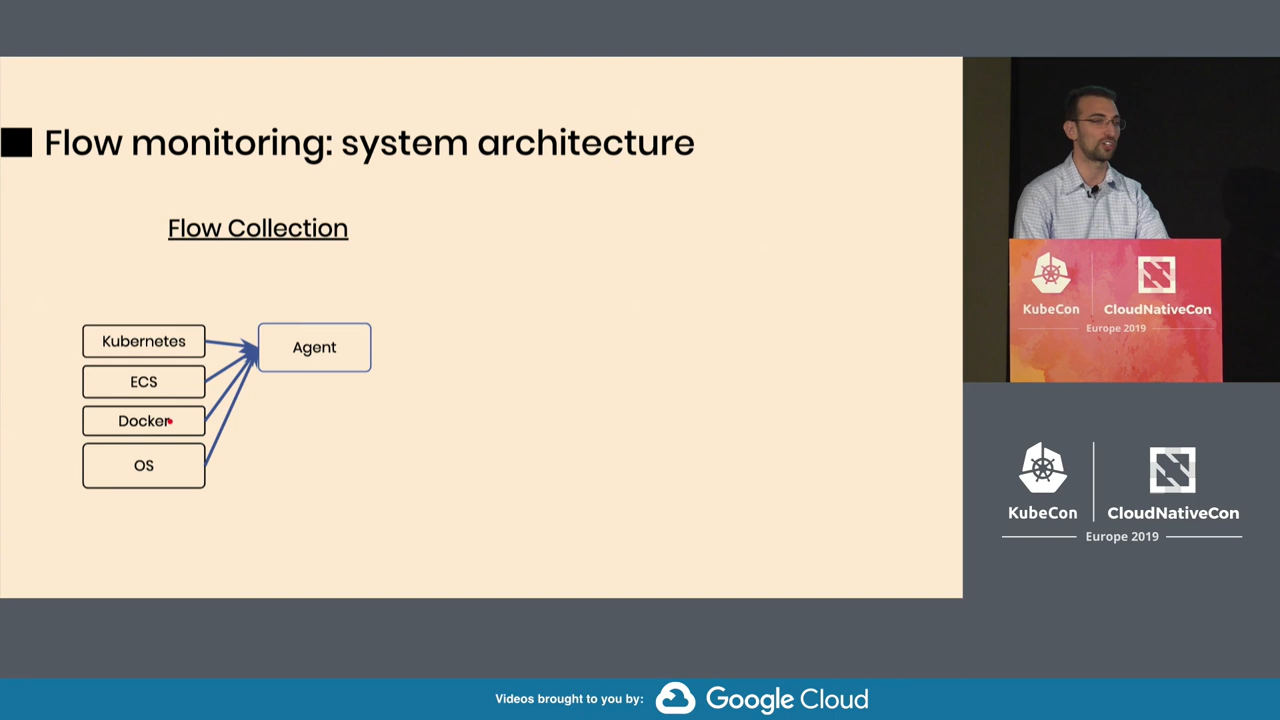 Flow monitoring: system architecture
Flow Collection
Kubernetes
ECS
Docker
OS
Agent
KubeCon
CloudNativeCon
Europe 2019
KubeCon
CloudNativeCon
Europe 2019
Videos brought to you by:
Google Cloud